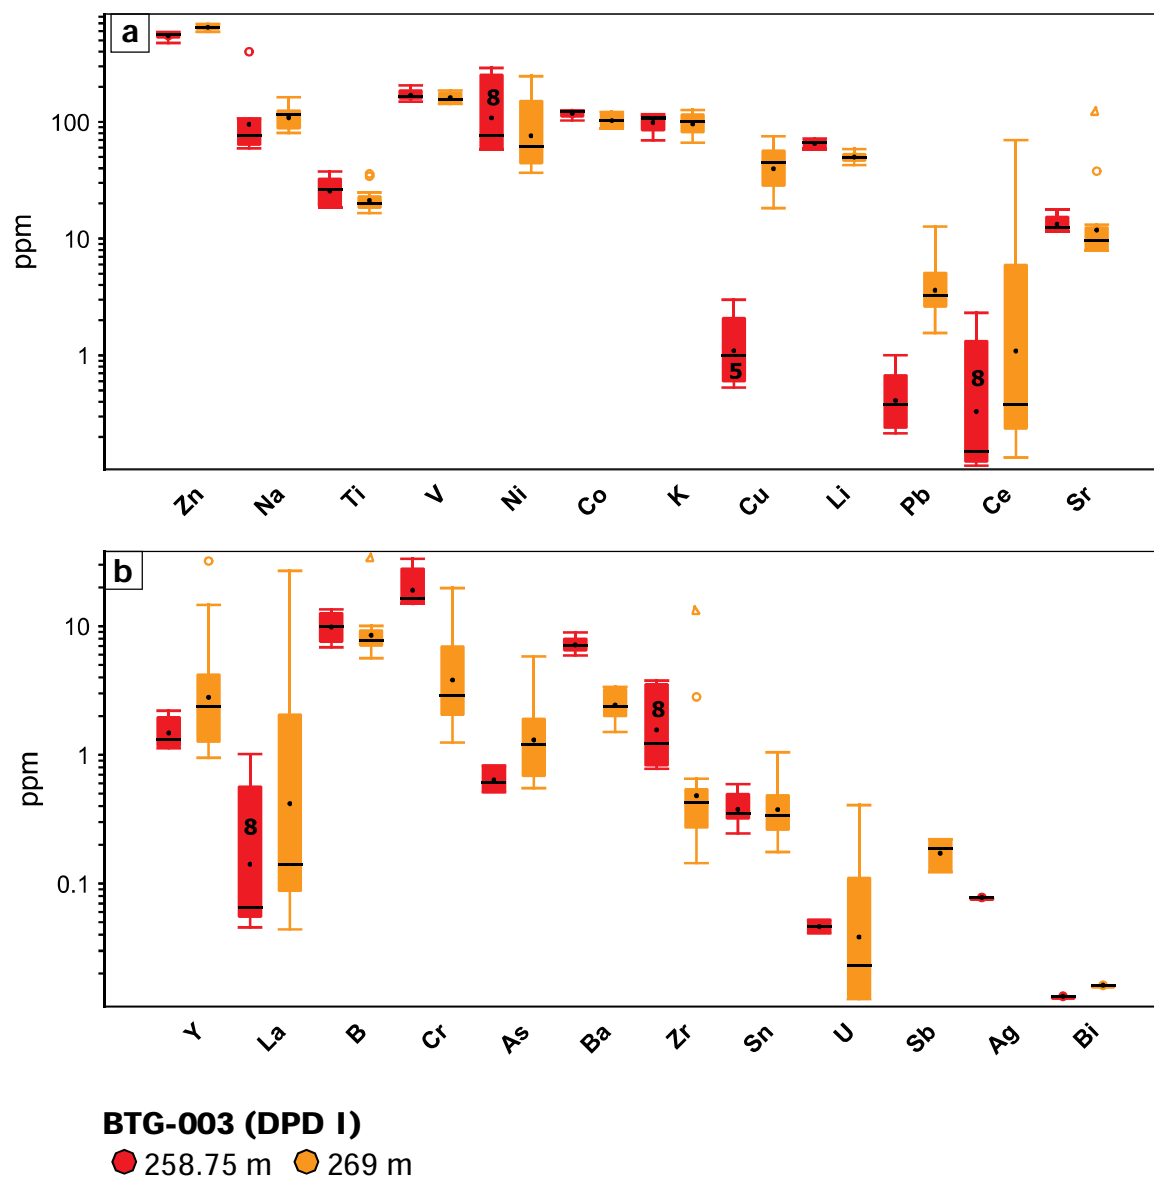 a
100
10
1
ppm
8
5
8
Zn Na Ti V Ni Co K Cu Li Pb Ce Sr
b
10
1
0.1
ppm
8
8
Y La B Cr As Ba Zr Sn U Sb Ag Bi
BTG-003 (DPD I)
258.75 m 269 m